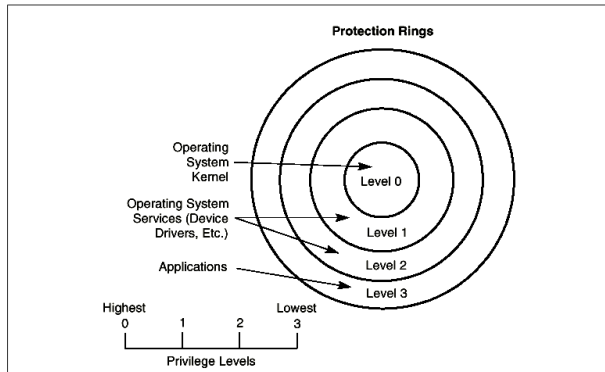 Protection Rings
Operating
System
Kernel
Level 0
Operating System
Services (Device
Drivers, Etc.)
Level 1
Level 2
Applications
Level 3
Highest
Lowest
0
1
2
3
Privilege Levels